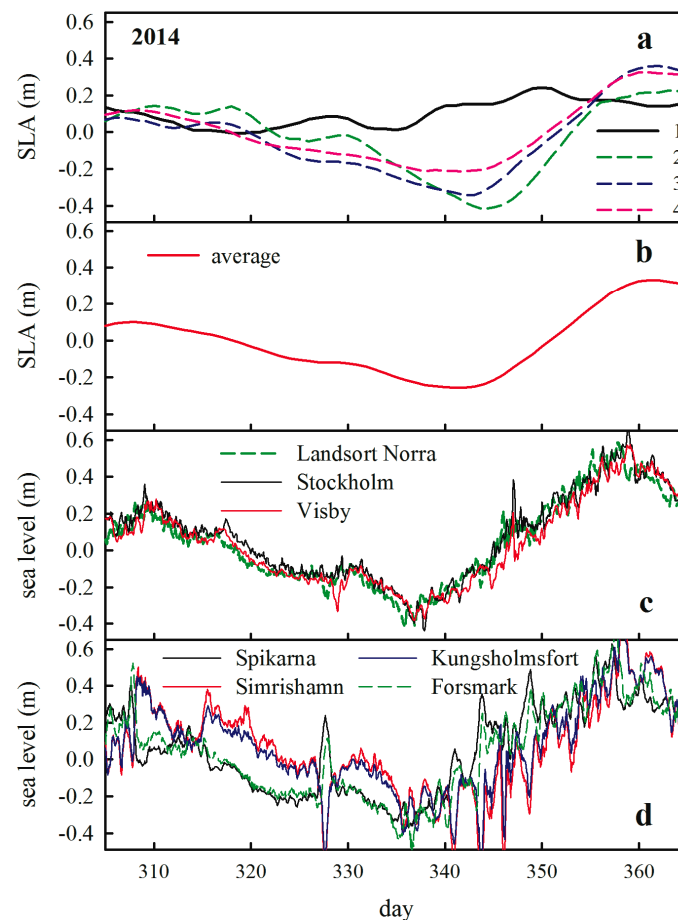 2014
a
SLA (m)
0.6
0.4
0.2
0.0
-0.2
-0.4
1
2
3
4
b
average
SLA (m)
0.6
0.4
0.2
0.0
-0.2
-0.4
Landsort Norra
Stockholm
Visby
sea level (m)
0.6
0.4
0.2
0.0
-0.2
-0.4
c
Spikarna
Kungsholmsfort
Simrishamn
Forsmark
sea level (m)
0.6
0.4
0.2
0.0
-0.2
-0.4
d
310 320 330 340 350 360
day